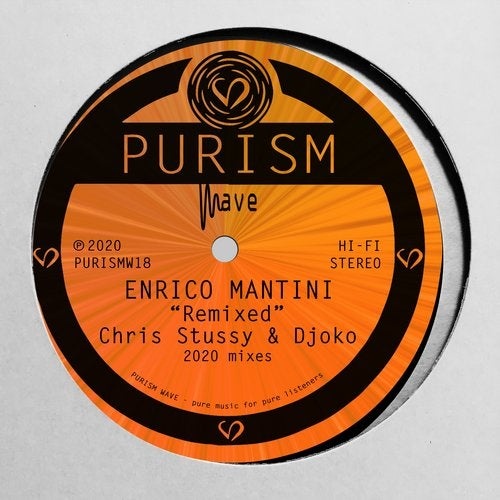 PURISM
Wave
℗ 2020
PURISMW18
HI-FI
STEREO
ENRICO MANTINI
“Remixed”
Chris Stussy & Djoko
2020 mixes
PURISM WAVE - pure music for pure listeners